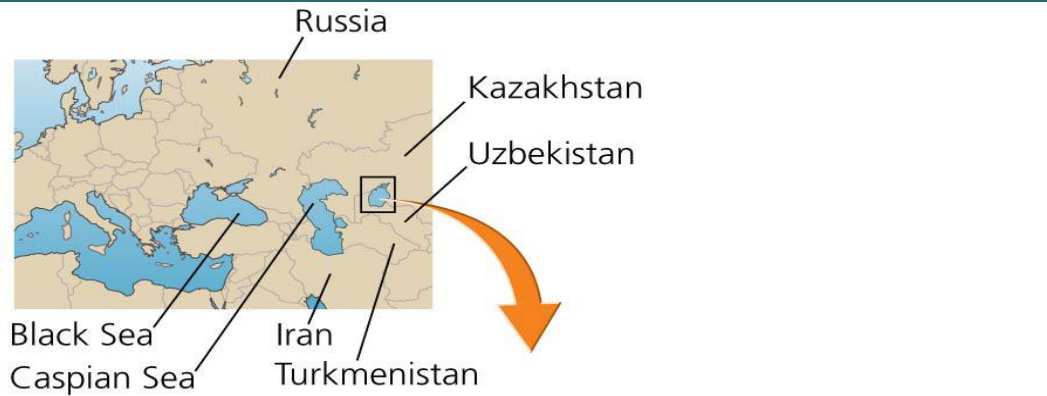 Russia
Kazakhstan
Uzbekistan
Black Sea
Iran
Caspian Sea
Turkmenistan